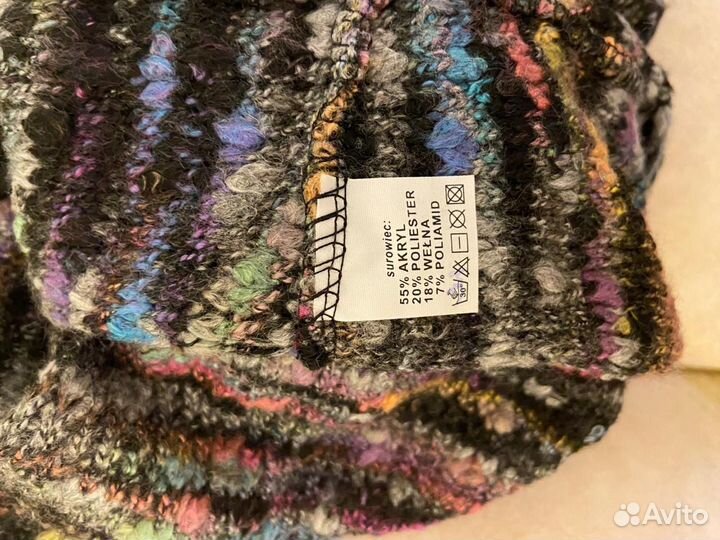 surowiec:
55% AKRYL
20% POLIESTER
18% WEŁNA
7% POLIAMID
30°
Avito